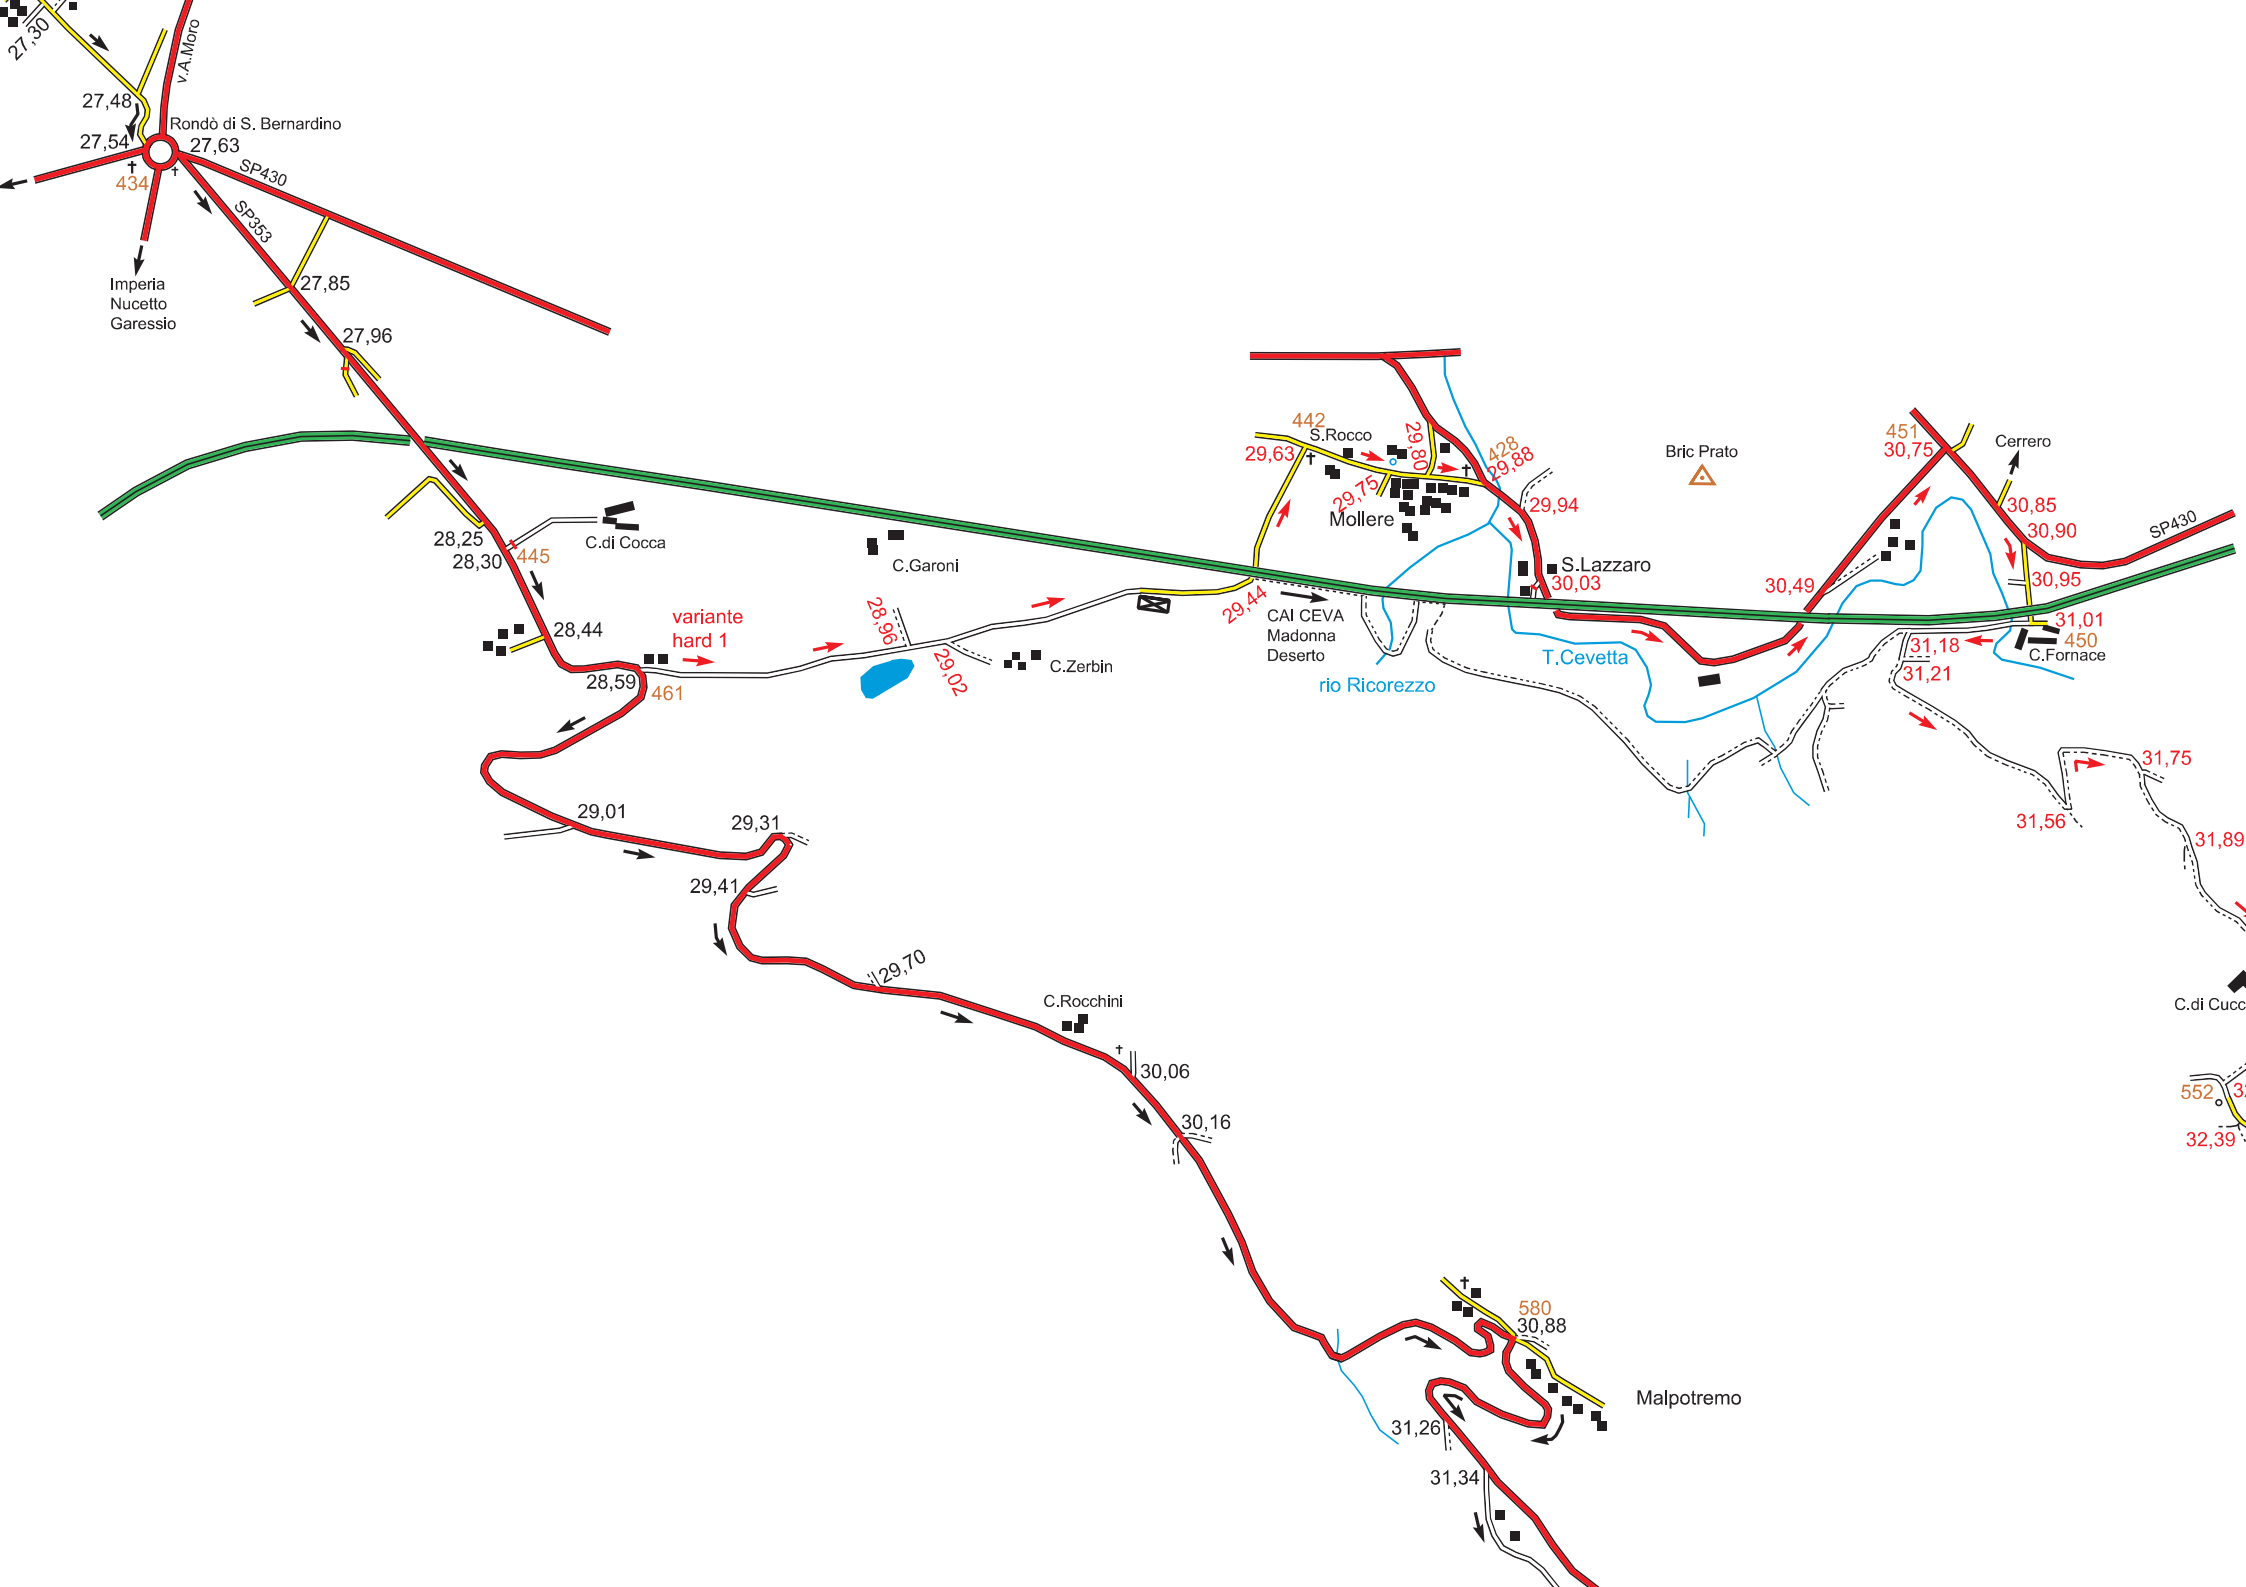 27,30
v.A.Moro
27,48
Rondò di S. Bernardino
27,54
27,63
434
SP430
SP353
Imperia
Nucetto
Garessio
27,85
27,96
28,25
28,30
445
C.di Cocca
C.Garoni
28,44
variante
hard 1
28,59
461
28,96
29,02
C.Zerbin
29,44
CAI CEVA
Madonna
Deserto
442
S.Rocco
29,63
29,80
428
29,88
29,75
Mollere
29,94
S.Lazzaro
30,03
T.Cevetta
rio Ricorezzo
Bric Prato
451
30,75
Cerrero
30,85
30,90
SP430
30,49
30,95
31,01
450
31,18
C.Fornace
31,21
31,75
31,56
31,89
C.di Cucc
552
32,39
29,01
29,31
29,41
29,70
C.Rocchini
30,06
30,16
580
30,88
Malpotremo
31,26
31,34